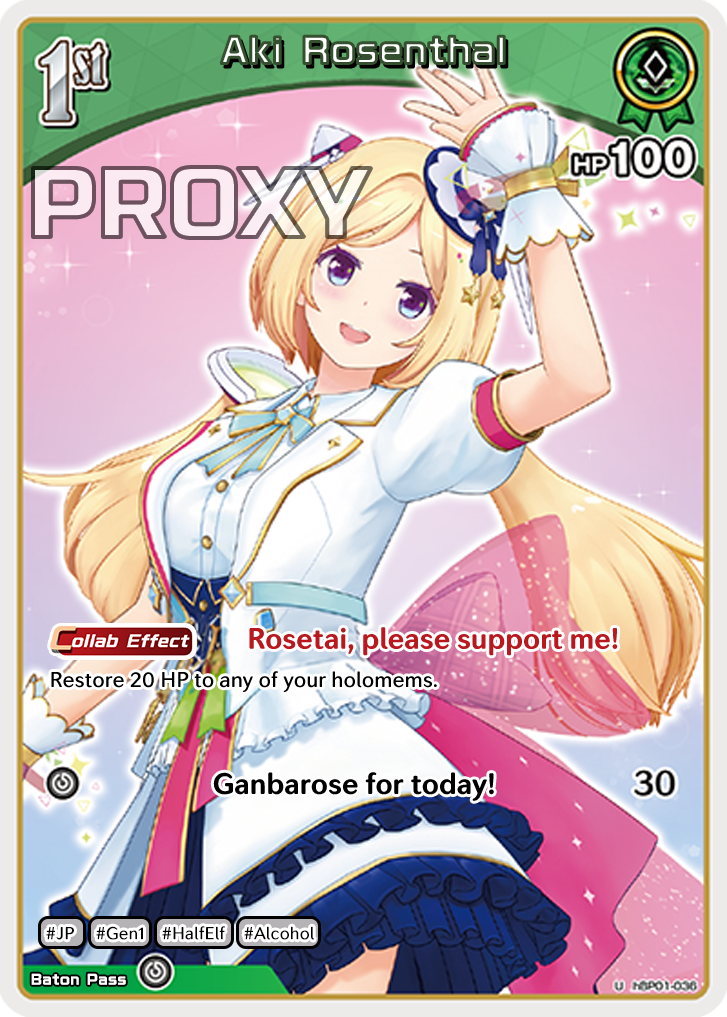 1st
Aki Rosenthal
HP100
PROXY
Collab Effect
Rosetai, please support me!
Restore 20 HP to any of your holomems.
Ganbarose for today!
30
#JP #Gen1 #HalfElf #Alcohol
Baton Pass
U hBP01-036